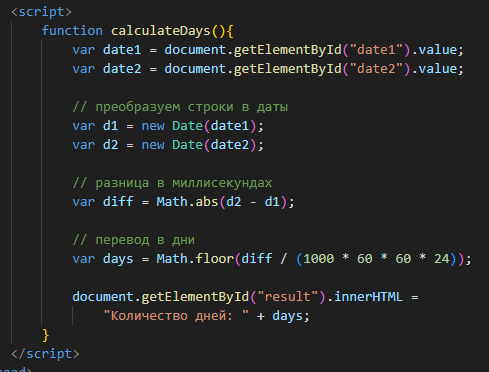 <script>
function calculateDays(){
var date1 = document.getElementById("date1").value;
var date2 = document.getElementById("date2").value;
// преобразуем строки в даты
var d1 = new Date(date1);
var d2 = new Date(date2);
// разница в миллисекундах
var diff = Math.abs(d2 - d1);
// перевод в дни
var days = Math.floor(diff / (1000 * 60 * 60 * 24));
document.getElementById("result").innerHTML =
"Количество дней: " + days;
}
</script>